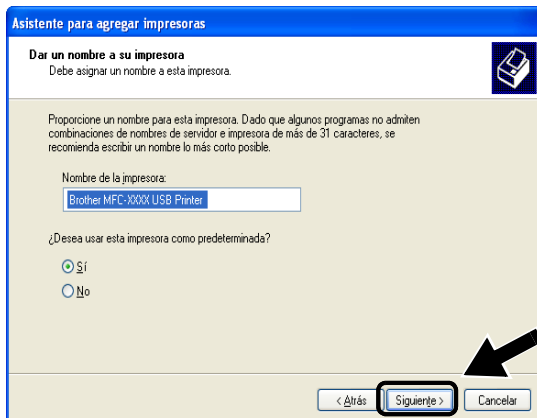 Asistente para agregar impresoras
Dar un nombre a su impresora
Debe asignar un nombre a esta impresora.
Proporcione un nombre para esta impresora. Dado que algunos programas no admiten
combinaciones de nombres de servidor e impresora de más de 31 caracteres, se
recomienda escribir un nombre lo más corto posible.
Nombre de la impresora:
Brother MFC-XXXX USB Printer
¿Desea usar esta impresora como predeterminada?
Sí
No
< Atrás Siguiente > Cancelar